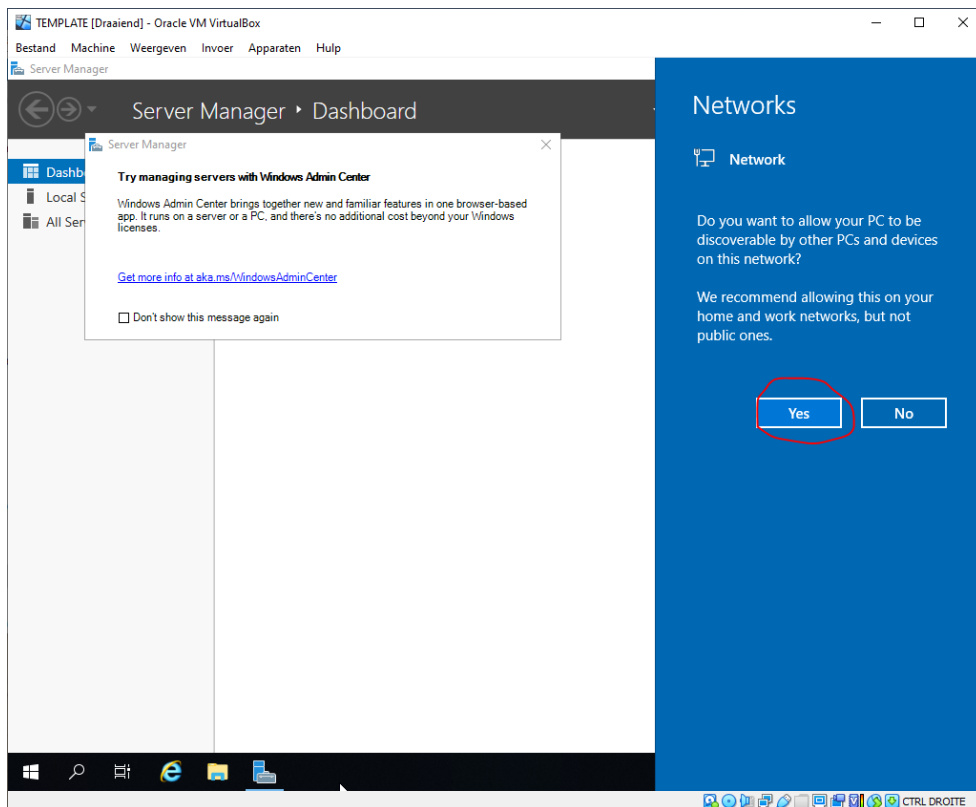 TEMPLATE [Draaiend] - Oracle VM VirtualBox
Bestand Machine Weergeven Invoer Apparaten Hulp
Server Manager
Server Manager ‣ Dashboard
Server Manager
Try managing servers with Windows Admin Center
Windows Admin Center brings together new and familiar features in one browser-based
app. It runs on a server or a PC, and there's no additional cost beyond your Windows
licenses.
Get more info at aka.ms/WindowsAdminCenter
Don't show this message again
Dashb
Local S
All Ser
Networks
Network
Do you want to allow your PC to be
discoverable by other PCs and devices
on this network?
We recommend allowing this on your
home and work networks, but not
public ones.
Yes No
CTRL DROITE